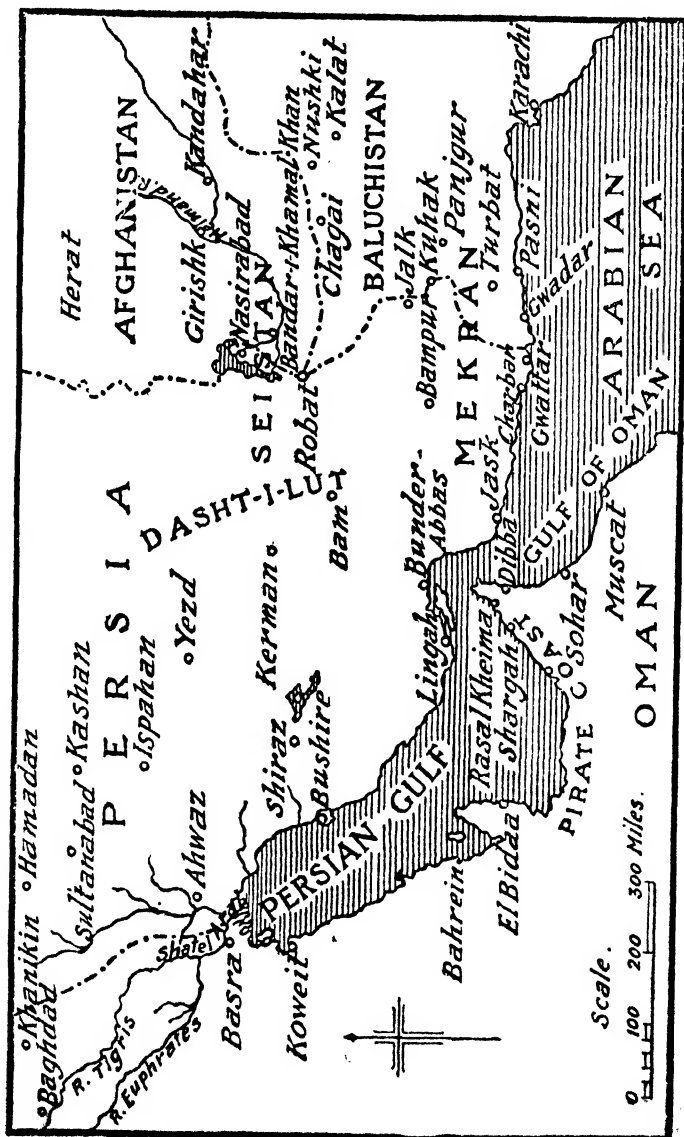 Khanikin
Hamadan
Baghdad
Sultanabad
Kashan
PERSIA
Ispahan
R. Tigris
R. Euphrates
Ahwaz
Yezd
DASHT-I-LUT
Herat
AFGHANISTAN
Girishk
Kandahar
R. Helmand
Nasirabad
SEISTAN
Bandar-i-Khamal-Khan
Robat
Chagai
Nushki
Kalat
BALUCHISTAN
Shat el Arab
Basra
Koweit
Shiraz
Bushire
Kerman
Bam
PERSIAN GULF
Lingah
Bunder-
Abbas
Jalk
Bampur
Kuhak
Panjgur
MEKRAN
Turbat
Jask
Charbar
Gwattar
Gwadar
Pasni
Karachi
Bahrein
El Bidaa
Ras al Kheima
Shargah
Dibba
PIRATE COAST
Sohar
GULF OF OMAN
Muscat
OMAN
ARABIAN
SEA
Scale.
0 100 200 300 Miles.